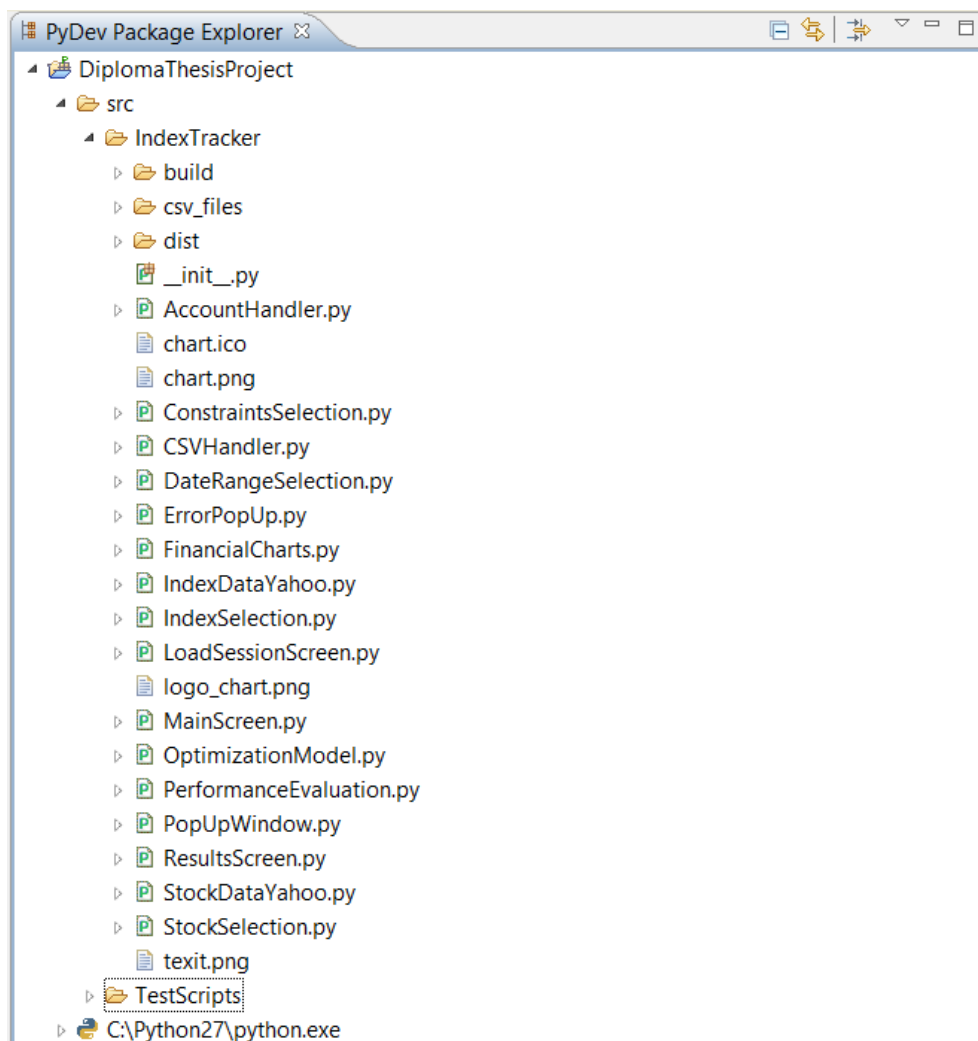 PyDev Package Explorer
DiplomaThesisProject
src
IndexTracker
build
csv_files
dist
__init__.py
AccountHandler.py
chart.ico
chart.png
ConstraintsSelection.py
CSVHandler.py
DateRangeSelection.py
ErrorPopUp.py
FinancialCharts.py
IndexDataYahoo.py
IndexSelection.py
LoadSessionScreen.py
logo_chart.png
MainScreen.py
OptimizationModel.py
PerformanceEvaluation.py
PopUpWindow.py
ResultsScreen.py
StockDataYahoo.py
StockSelection.py
texit.png
TestScripts
C:\Python27\python.exe